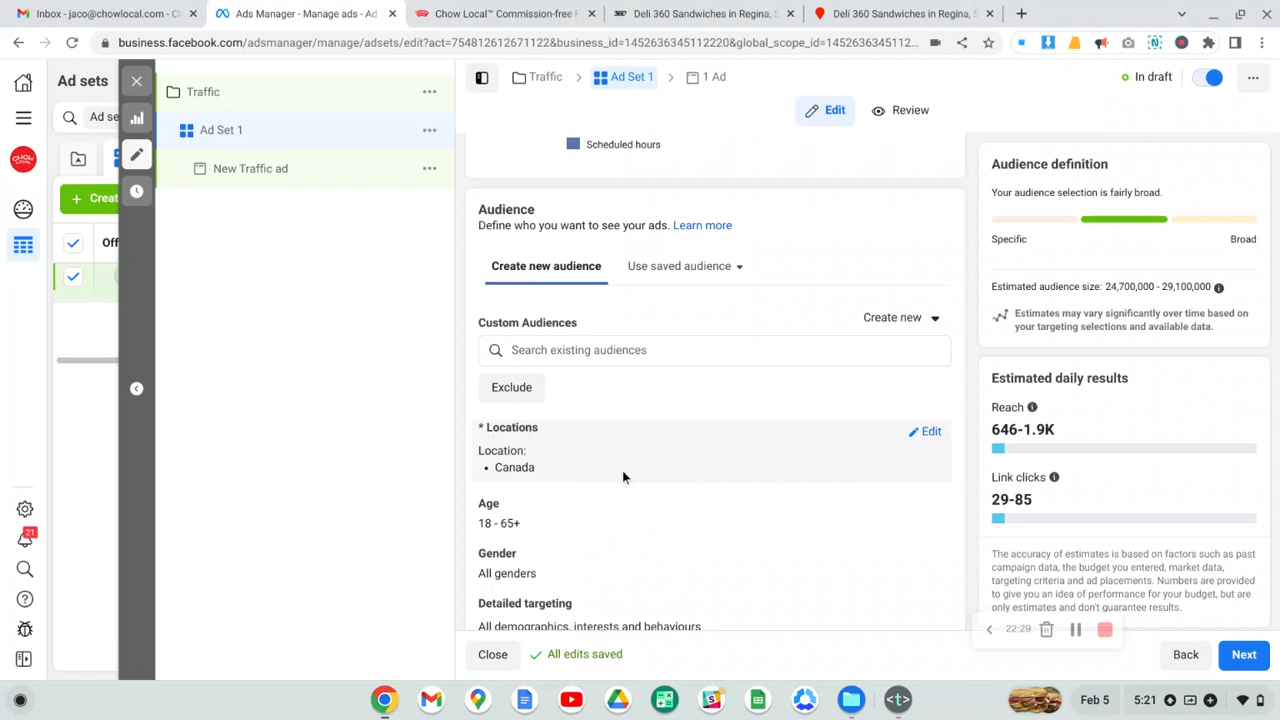 Inbox - jaco@chowlocal.com - C
Ads Manager - Manage ads - Ad
Chow Local™ Commission-free F
Deli 360 Sandwiches in Regina, S
Deli 360 Sandwiches in Regina, S
business.facebook.com/adsmanager/manage/adsets/edit?act=754812612671122&business_id=1452636345112220&global_scope_id=1452636345112...
Ad sets
Ad se
Creat
Off
21
CHOW LOCAL
Traffic
Ad Set 1
New Traffic ad
Traffic
Ad Set 1
1 Ad
In draft
Edit
Review
Scheduled hours
Audience
Define who you want to see your ads. Learn more
Create new audience
Use saved audience
Custom Audiences
Create new
Search existing audiences
Exclude
* Locations
Edit
Location:
• Canada
Age
18 - 65+
Gender
All genders
Detailed targeting
All demographics, interests and behaviours
Close
All edits saved
Back
Next
Audience definition
Your audience selection is fairly broad.
Specific
Broad
Estimated audience size: 24,700,000 - 29,100,000
Estimates may vary significantly over time based on
your targeting selections and available data.
Estimated daily results
Reach
646-1.9K
Link clicks
29-85
The accuracy of estimates is based on factors such as past
campaign data, the budget you entered, market data,
targeting criteria and ad placements. Numbers are provided
to give you an idea of performance for your budget, but are
only estimates and don't guarantee results.
22:29
<t>
Feb 5
5:21